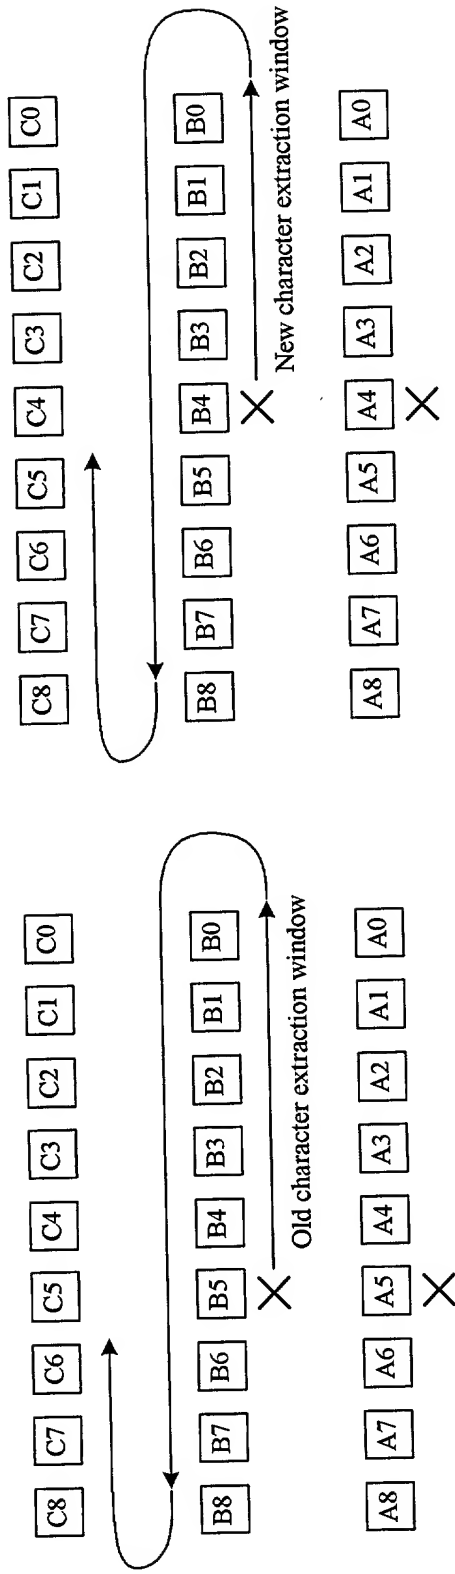 C8 C7 C6 C5 C4 C3 C2 C1 C0
B8 B7 B6 B5 B4 B3 B2 B1 B0
Old character extraction window
A8 A7 A6 A5 A4 A3 A2 A1 A0
C8 C7 C6 C5 C4 C3 C2 C1 C0
B8 B7 B6 B5 B4 B3 B2 B1 B0
New character extraction window
A8 A7 A6 A5 A4 A3 A2 A1 A0